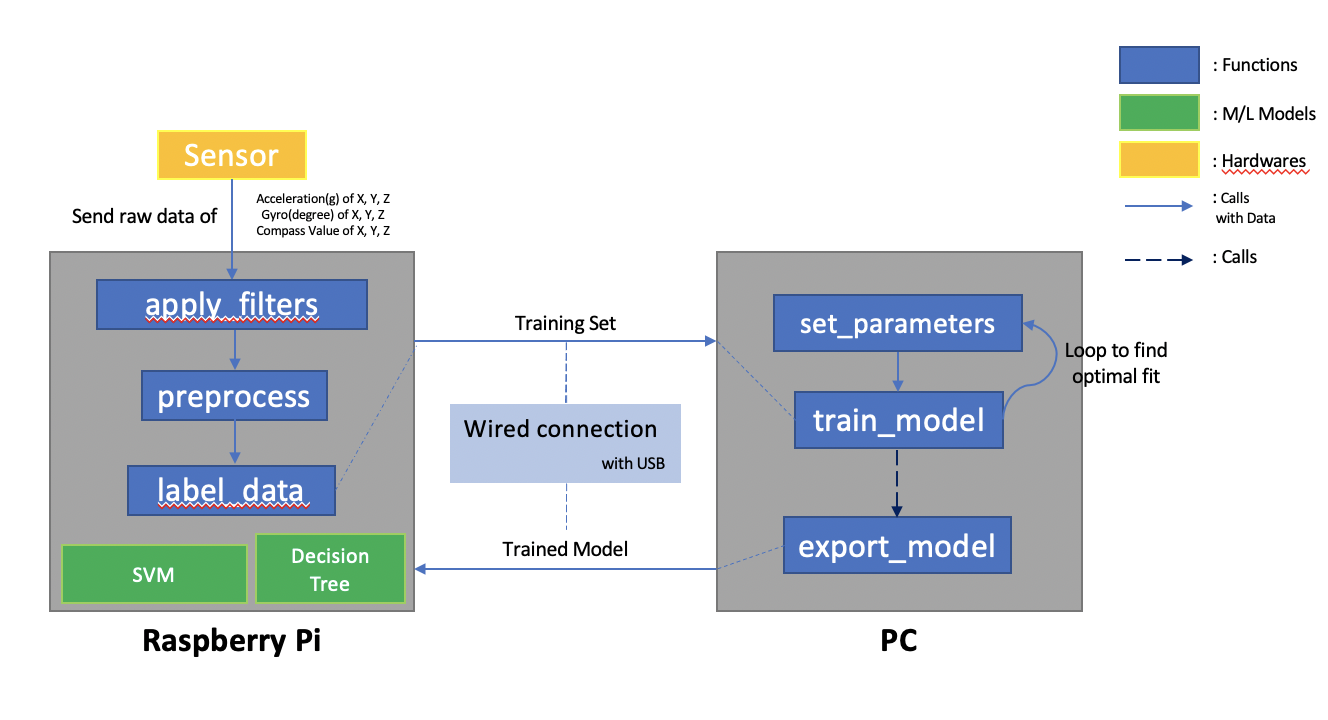 : Functions
: M/L Models
: Hardwares
: Calls
with Data
: Calls
Sensor
Send raw data of
Acceleration(g) of X, Y, Z
Gyro(degree) of X, Y, Z
Compass Value of X, Y, Z
apply_filters
preprocess
label_data
SVM
Decision
Tree
Raspberry Pi
Training Set
Wired connection
with USB
Trained Model
set_parameters
Loop to find
optimal fit
train_model
export_model
PC